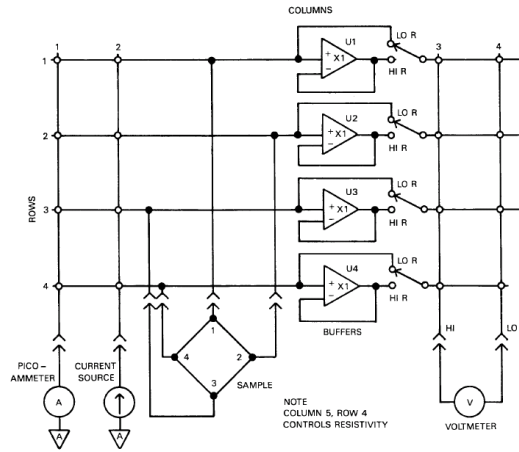 COLUMNS
1 2 3 4
ROWS
1
2
3
4
U1
+
X1
−
LO R
HI R
U2
+
X1
−
LO R
HI R
U3
+
X1
−
LO R
HI R
U4
+
X1
−
LO R
HI R
BUFFERS
1
4 2
3
SAMPLE
PICO –
AMMETER
A
A
CURRENT
SOURCE
A
NOTE
COLUMN 5, ROW 4
CONTROLS RESISTIVITY
HI
LO
V
VOLTMETER